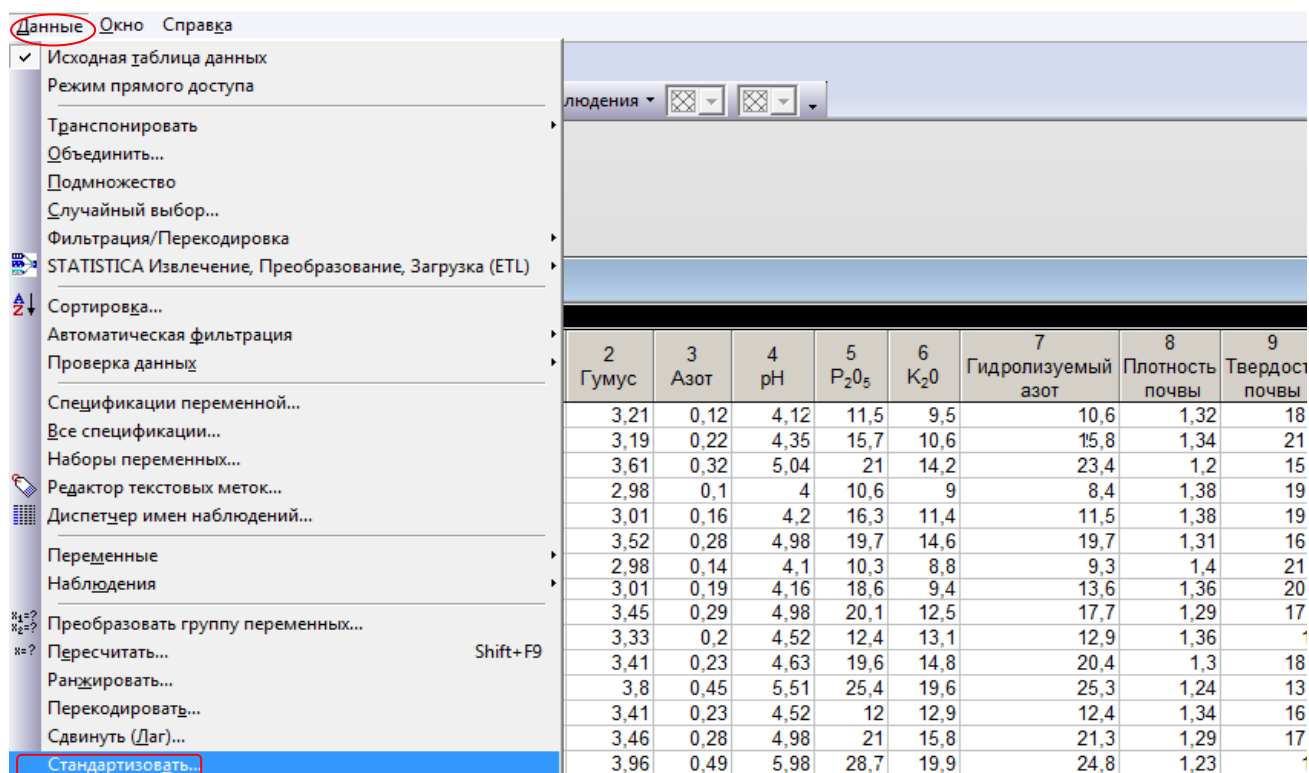 Данные Окно Справка
Исходная таблица данных
Режим прямого доступа
людения
Транспонировать
Объединить...
Подмножество
Случайный выбор...
Фильтрация/Перекодировка
STATISTICA Извлечение, Преобразование, Загрузка (ETL)
Сортировка...
Автоматическая фильтрация
Проверка данных
Спецификации переменной...
Все спецификации...
Наборы переменных...
Редактор текстовых меток...
Диспетчер имен наблюдений...
Переменные
Наблюдения
Преобразовать группу переменных...
Пересчитать... Shift+F9
Ранжировать...
Перекодировать...
Сдвинуть (Лаг)...
Стандартизовать...
2 3 4 5 6 7 8 9
Гумус Азот pH P₂0₅ K₂0 Гидролизуемый азот Плотность почвы Твердост почвы
3,21 0,12 4,12 11,5 9,5 10,6 1,32 18
3,19 0,22 4,35 15,7 10,6 15,8 1,34 21
3,61 0,32 5,04 21 14,2 23,4 1,2 15
2,98 0,1 4 10,6 9 8,4 1,38 19
3,01 0,16 4,2 16,3 11,4 11,5 1,38 19
3,52 0,28 4,98 19,7 14,6 19,7 1,31 16
2,98 0,14 4,1 10,3 8,8 9,3 1,4 21
3,01 0,19 4,16 18,6 9,4 13,6 1,36 20
3,45 0,29 4,98 20,1 12,5 17,7 1,29 17
3,33 0,2 4,52 12,4 13,1 12,9 1,36 1
3,41 0,23 4,63 19,6 14,8 20,4 1,3 18
3,8 0,45 5,51 25,4 19,6 25,3 1,24 13
3,41 0,23 4,52 12 12,9 12,4 1,34 16
3,46 0,28 4,98 21 15,8 21,3 1,29 17
3,96 0,49 5,98 28,7 19,9 24,8 1,23 1